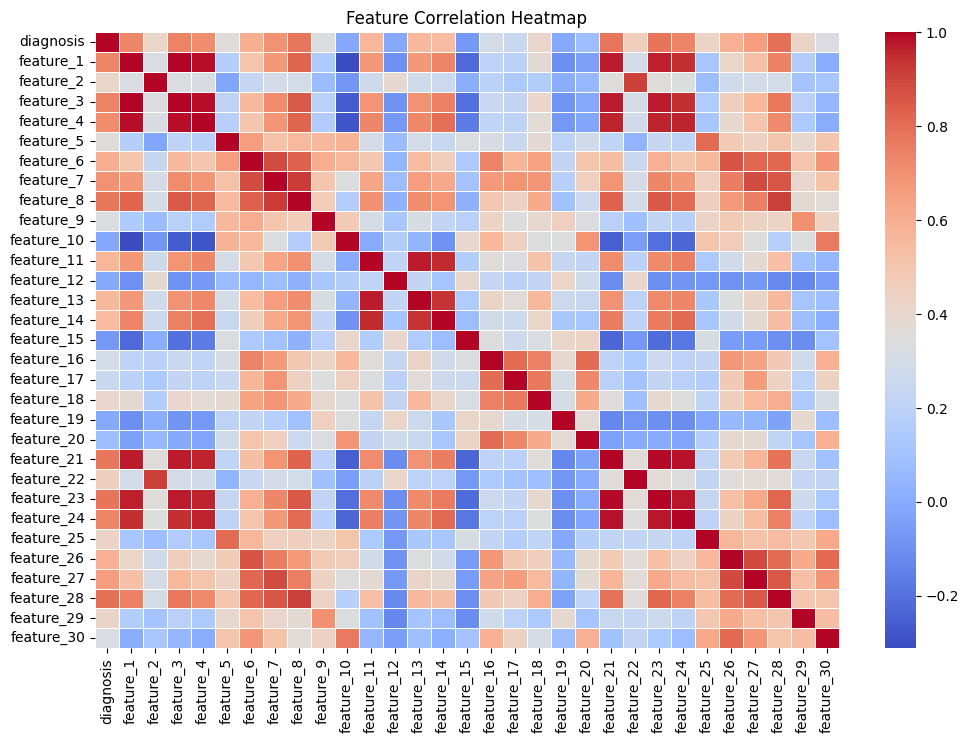 Feature Correlation Heatmap
diagnosis
feature_1
feature_2
feature_3
feature_4
feature_5
feature_6
feature_7
feature_8
feature_9
feature_10
feature_11
feature_12
feature_13
feature_14
feature_15
feature_16
feature_17
feature_18
feature_19
feature_20
feature_21
feature_22
feature_23
feature_24
feature_25
feature_26
feature_27
feature_28
feature_29
feature_30
diagnosis
feature_1
feature_2
feature_3
feature_4
feature_5
feature_6
feature_7
feature_8
feature_9
feature_10
feature_11
feature_12
feature_13
feature_14
feature_15
feature_16
feature_17
feature_18
feature_19
feature_20
feature_21
feature_22
feature_23
feature_24
feature_25
feature_26
feature_27
feature_28
feature_29
feature_30
1.0
0.8
0.6
0.4
0.2
0.0
−0.2